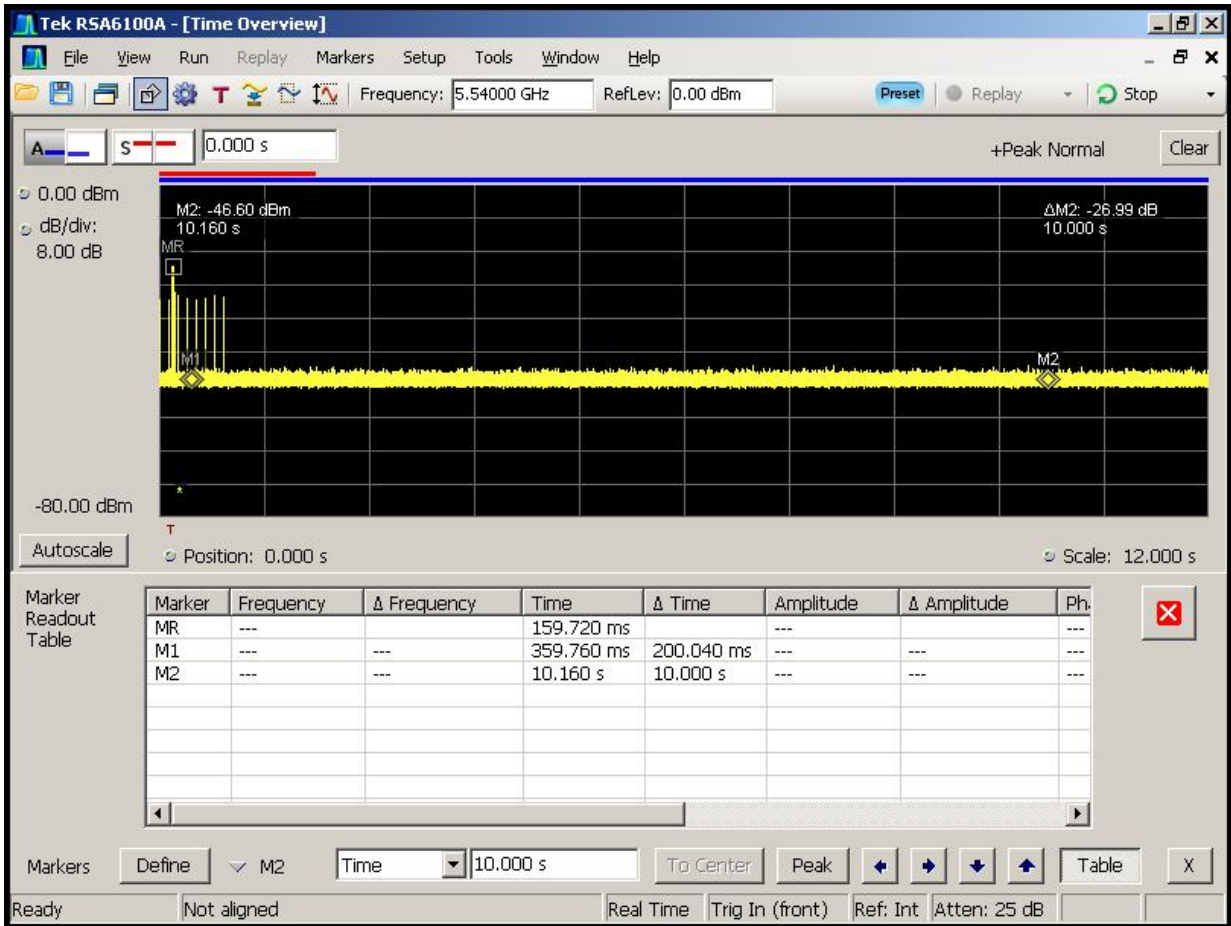 Tek RSA6100A - [Time Overview]
File View Run Replay Markers Setup Tools Window Help
T Frequency: 5.54000 GHz RefLev: 0.00 dBm Preset Replay Stop
A S 0.000 s +Peak Normal Clear
0.00 dBm
dB/div:
8.00 dB
M2: -46.60 dBm
10.160 s
ΔM2: -26.99 dB
10.000 s
MR
M1
M2
*
-80.00 dBm
T
Autoscale Position: 0.000 s Scale: 12.000 s
Marker
Readout
Table
Marker Frequency Δ Frequency Time Δ Time Amplitude Δ Amplitude Ph
MR --- 159.720 ms --- ---
M1 --- --- 359.760 ms 200.040 ms --- --- ---
M2 --- --- 10.160 s 10.000 s --- --- ---
Markers Define M2 Time 10.000 s To Center Peak Table X
Ready Not aligned Real Time Trig In (front) Ref: Int Atten: 25 dB